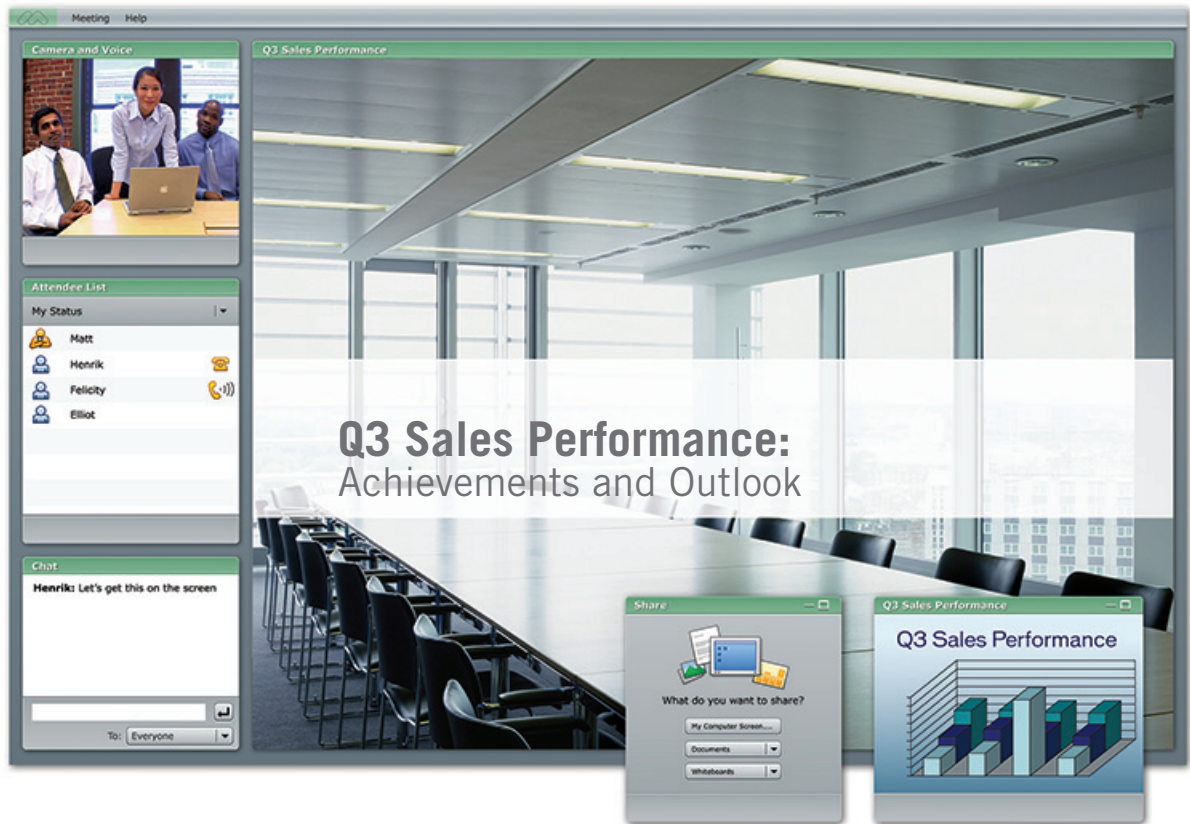 Meeting Help
Camera and Voice
Attendee List
My Status
Matt
Henrik
Felicity
Elliot
Chat
Henrik: Let's get this on the screen
To: Everyone
Q3 Sales Performance
Q3 Sales Performance:
Achievements and Outlook
Share
What do you want to share?
My Computer Screen....
Documents
Whiteboards
Q3 Sales Performance
Q3 Sales Performance